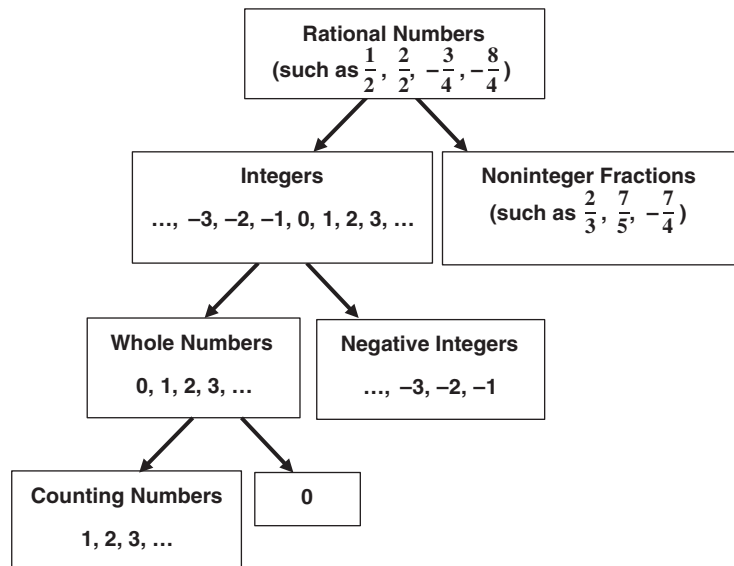 Rational Numbers
(such as 1/2, 2/2, −3/4, −8/4)
Integers
..., −3, −2, −1, 0, 1, 2, 3, ...
Noninteger Fractions
(such as 2/3, 7/5, −7/4)
Whole Numbers
0, 1, 2, 3, ...
Negative Integers
..., −3, −2, −1
Counting Numbers
1, 2, 3, ...
0